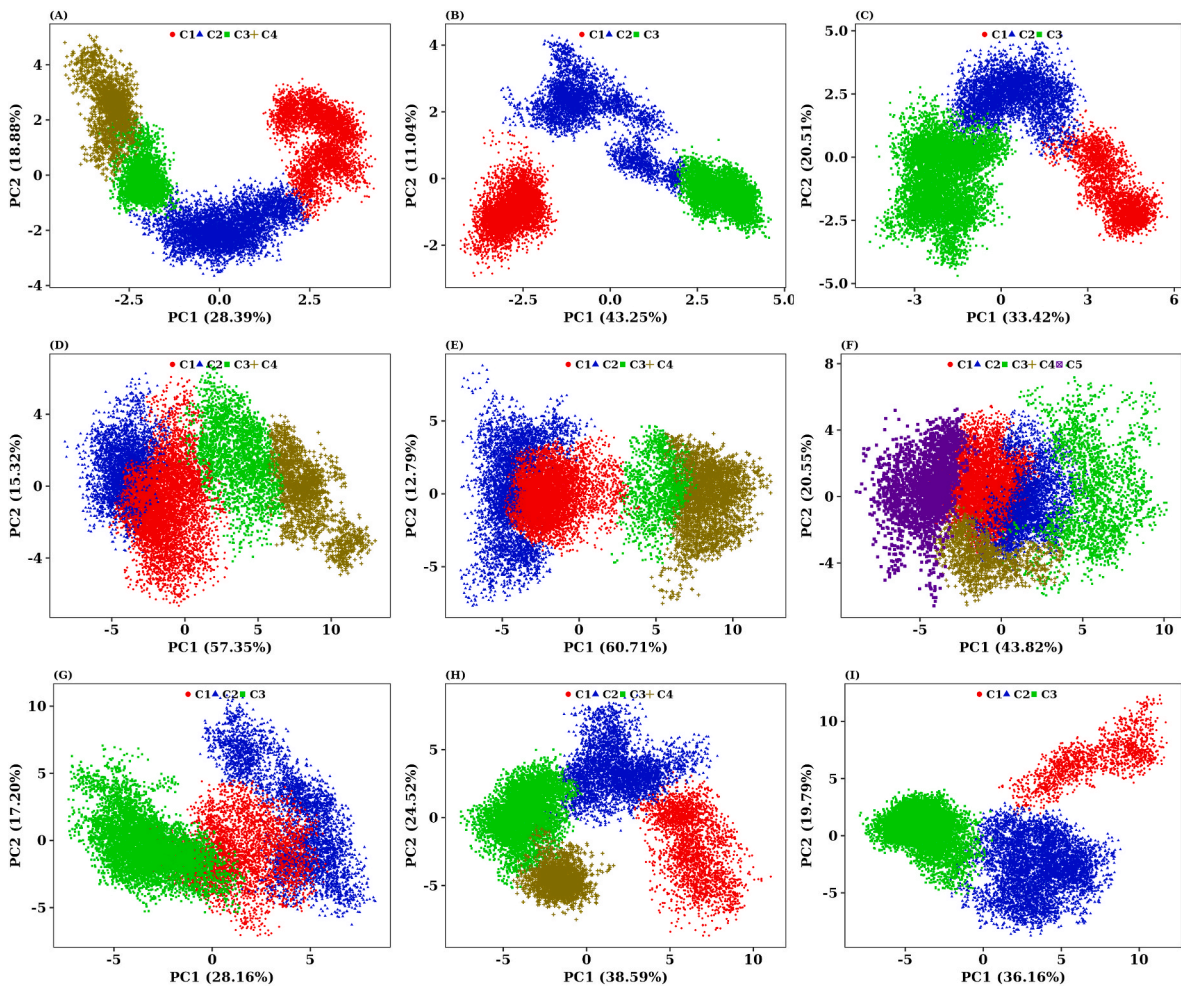 (A)
C1 C2 C3 C4
4
2
0
-2
-4
PC2 (18.88%)
-2.5 0.0 2.5
PC1 (28.39%)
(B)
C1 C2 C3
4
2
0
-2
PC2 (11.04%)
-2.5 0.0 2.5 5.0
PC1 (43.25%)
(C)
C1 C2 C3
5.0
2.5
0.0
-2.5
-5.0
PC2 (20.51%)
-3 0 3 6
PC1 (33.42%)
(D)
C1 C2 C3 C4
4
0
-4
PC2 (15.32%)
-5 0 5 10
PC1 (57.35%)
(E)
C1 C2 C3 C4
5
0
-5
PC2 (12.79%)
-5 0 5 10
PC1 (60.71%)
(F)
C1 C2 C3 C4 C5
8
4
0
-4
PC2 (20.55%)
-5 0 5 10
PC1 (43.82%)
(G)
C1 C2 C3
10
5
0
-5
PC2 (17.20%)
-5 0 5
PC1 (28.16%)
(H)
C1 C2 C3 C4
5
0
-5
PC2 (24.52%)
-5 0 5 10
PC1 (38.59%)
(I)
C1 C2 C3
10
5
0
-5
PC2 (19.79%)
-5 0 5 10
PC1 (36.16%)